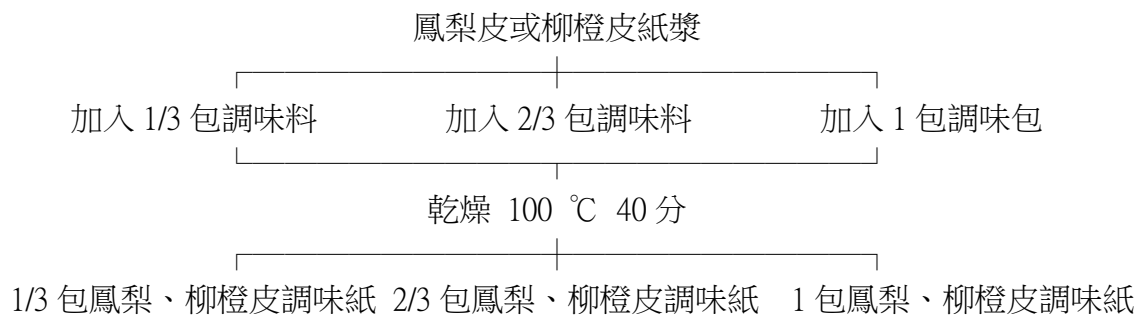 鳳梨皮或柳橙皮紙漿
加入 1/3 包調味料 加入 2/3 包調味料 加入 1 包調味包
乾燥 100 ℃ 40 分
1/3 包鳳梨、柳橙皮調味紙 2/3 包鳳梨、柳橙皮調味紙 1 包鳳梨、柳橙皮調味紙